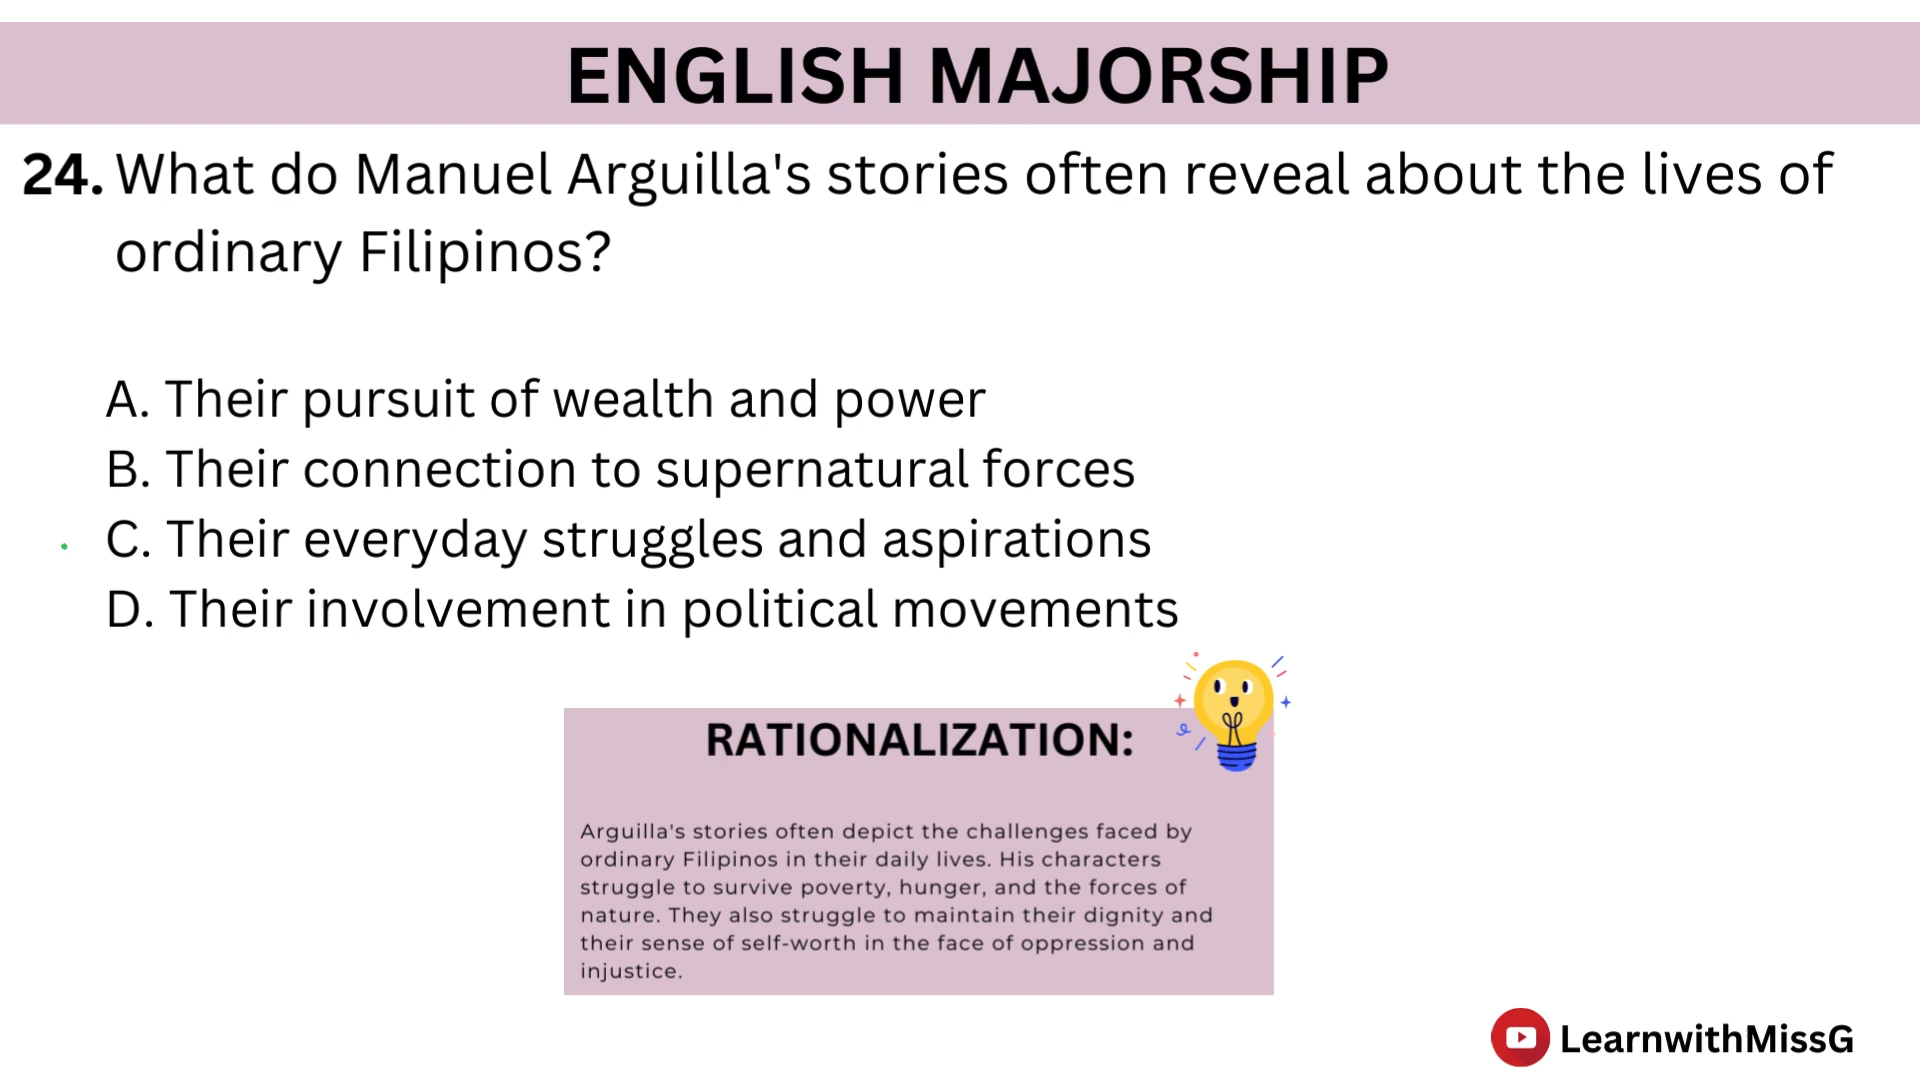 ENGLISH MAJORSHIP
24. What do Manuel Arguilla's stories often reveal about the lives of
ordinary Filipinos?
A. Their pursuit of wealth and power
B. Their connection to supernatural forces
C. Their everyday struggles and aspirations
D. Their involvement in political movements
RATIONALIZATION:
Arguilla's stories often depict the challenges faced by
ordinary Filipinos in their daily lives. His characters
struggle to survive poverty, hunger, and the forces of
nature. They also struggle to maintain their dignity and
their sense of self-worth in the face of oppression and
injustice.
LearnwithMissG